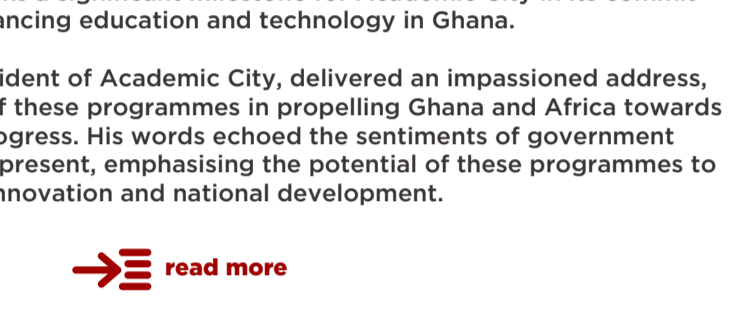 ancing education and technology in Ghana.
ident of Academic City, delivered an impassioned address,
f these programmes in propelling Ghana and Africa towards
ogress. His words echoed the sentiments of government
present, emphasising the potential of these programmes to
nnovation and national development.
read more